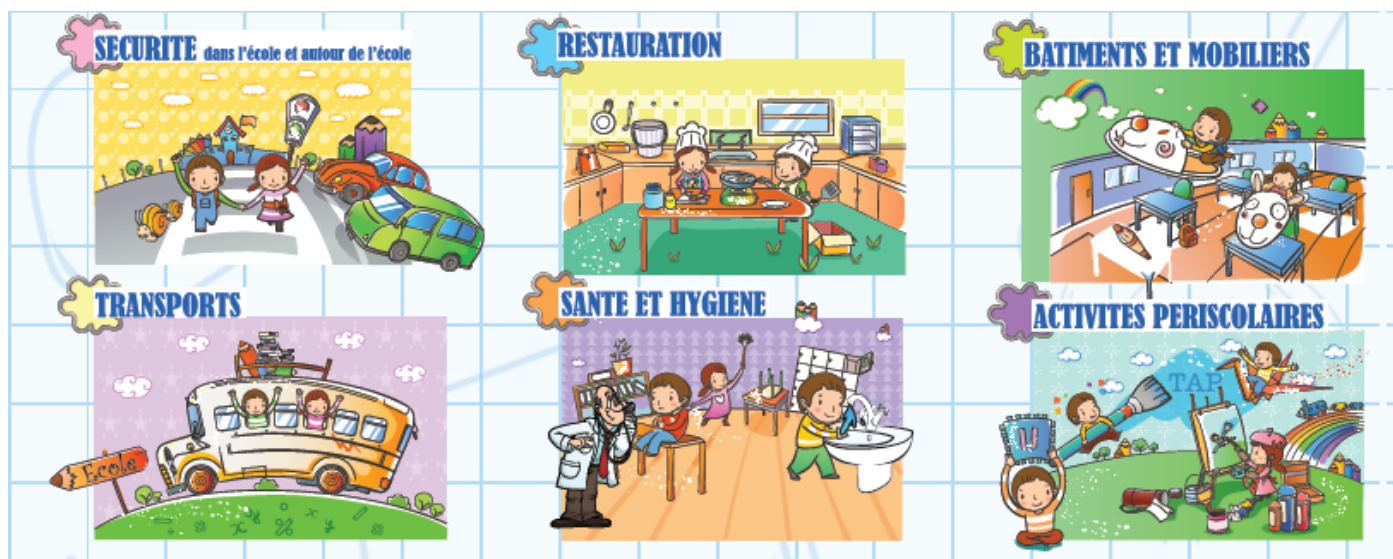 SECURITE dans l'école et autour de l'école
RESTAURATION
BATIMENTS ET MOBILIERS
TRANSPORTS
Ecole
SANTE ET HYGIENE
ACTIVITES PERISCOLAIRES
TAP